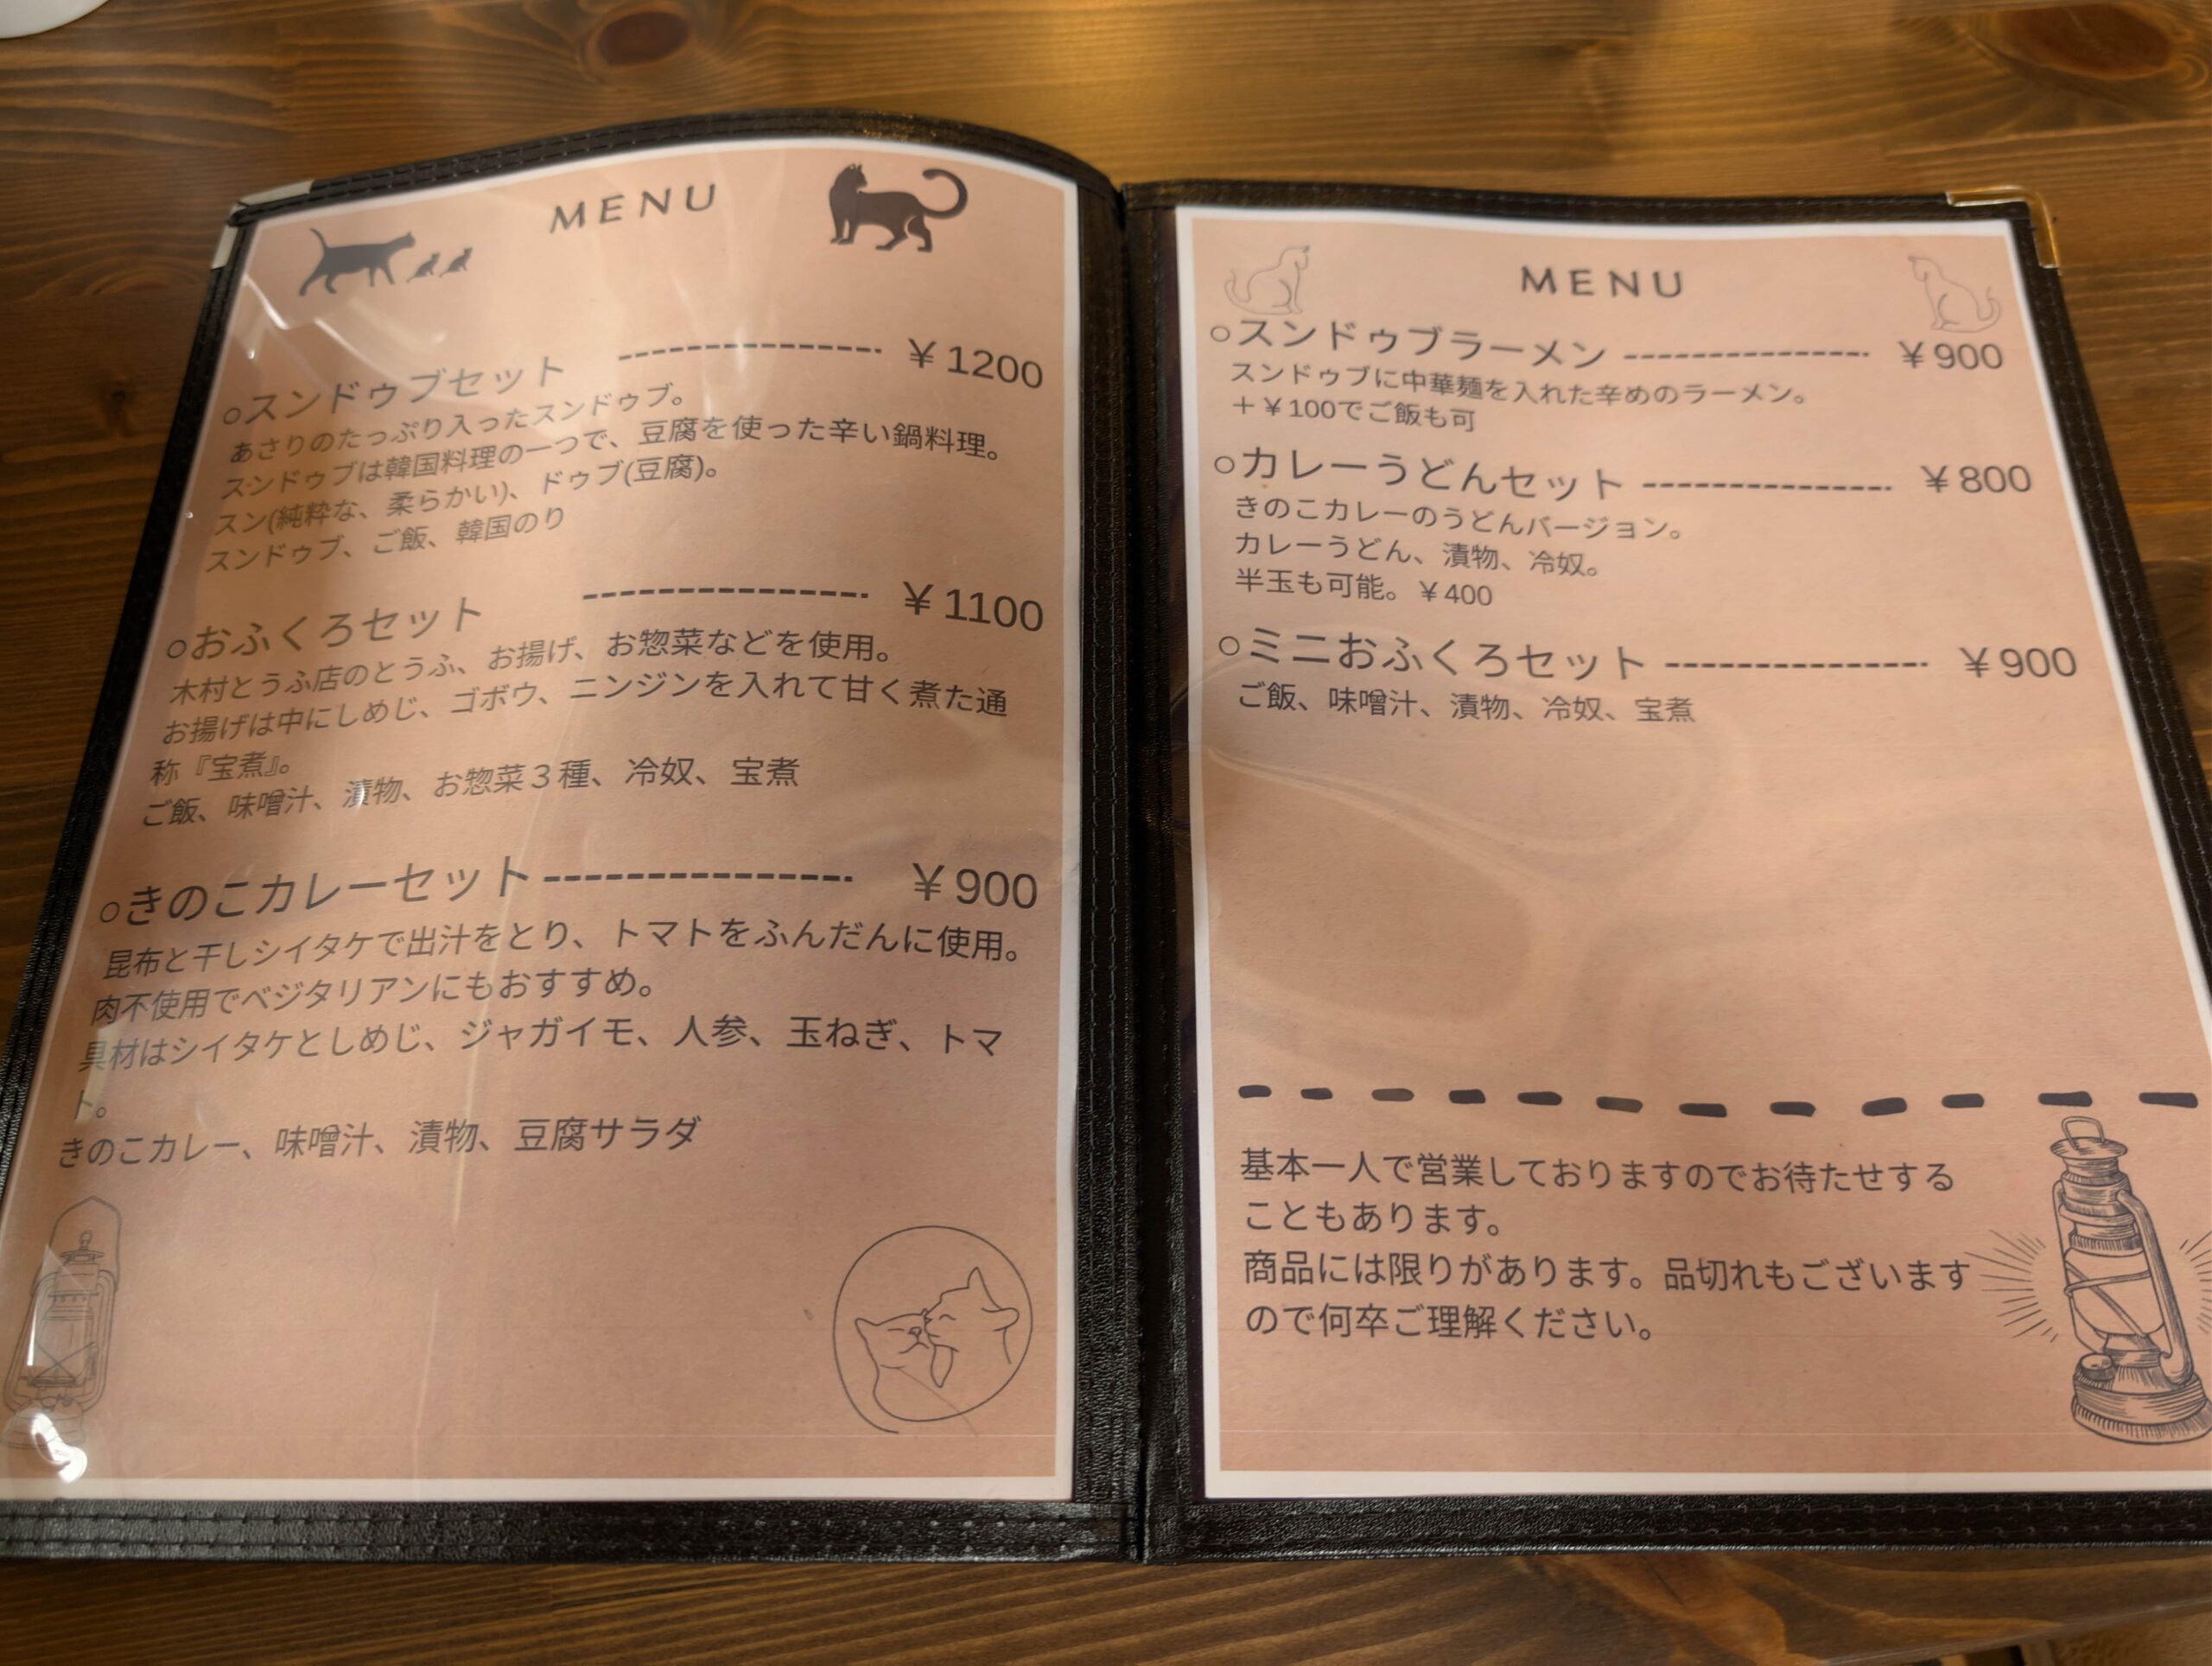 MENU
○スンドゥブセット --------------- ¥1200
あさりのたっぷり入ったスンドゥブ。
スンドゥブは韓国料理の一つで、豆腐を使った辛い鍋料理。
スン(純粋な、柔らかい)、ドゥブ(豆腐)。
スンドゥブ、ご飯、韓国のり
○おふくろセット --------------- ¥1100
木村とうふ店のとうふ、お揚げ、お惣菜などを使用。
お揚げは中にしめじ、ゴボウ、ニンジンを入れて甘く煮た通
称『宝煮』。
ご飯、味噌汁、漬物、お惣菜３種、冷奴、宝煮
○きのこカレーセット--------------- ¥900
昆布と干しシイタケで出汁をとり、トマトをふんだんに使用。
肉不使用でベジタリアンにもおすすめ。
具材はシイタケとしめじ、ジャガイモ、人参、玉ねぎ、トマ
ト。
きのこカレー、味噌汁、漬物、豆腐サラダ
MENU
○スンドゥブラーメン --------------- ¥900
スンドゥブに中華麺を入れた辛めのラーメン。
＋¥100でご飯も可
○カレーうどんセット --------------- ¥800
きのこカレーのうどんバージョン。
カレーうどん、漬物、冷奴。
半玉も可能。¥400
○ミニおふくろセット --------------- ¥900
ご飯、味噌汁、漬物、冷奴、宝煮
基本一人で営業しておりますのでお待たせする
こともあります。
商品には限りがあります。品切れもございます
ので何卒ご理解ください。